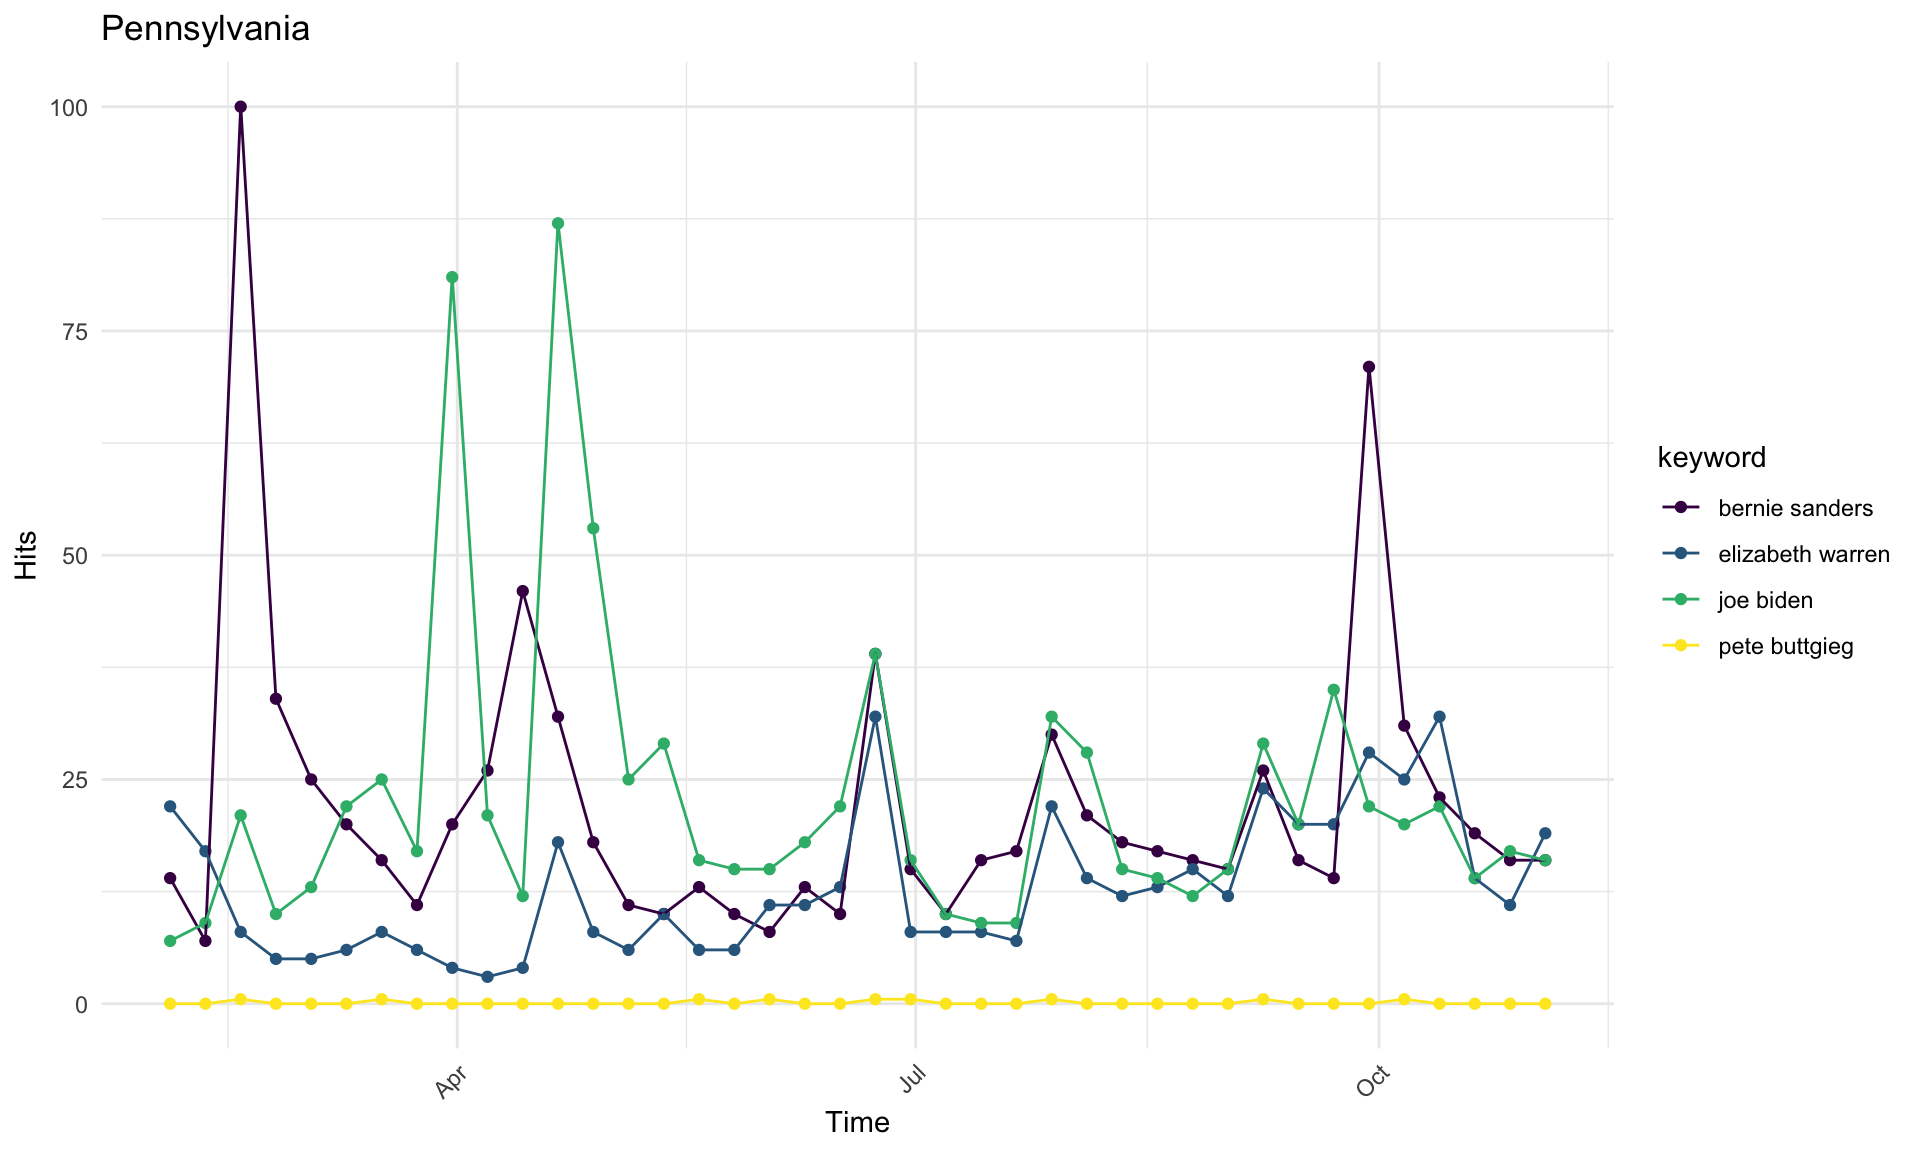 Pennsylvania
100
75
50
25
0
Hits
Apr
Jul
Oct
Time
keyword
bernie sanders
elizabeth warren
joe biden
pete buttgieg